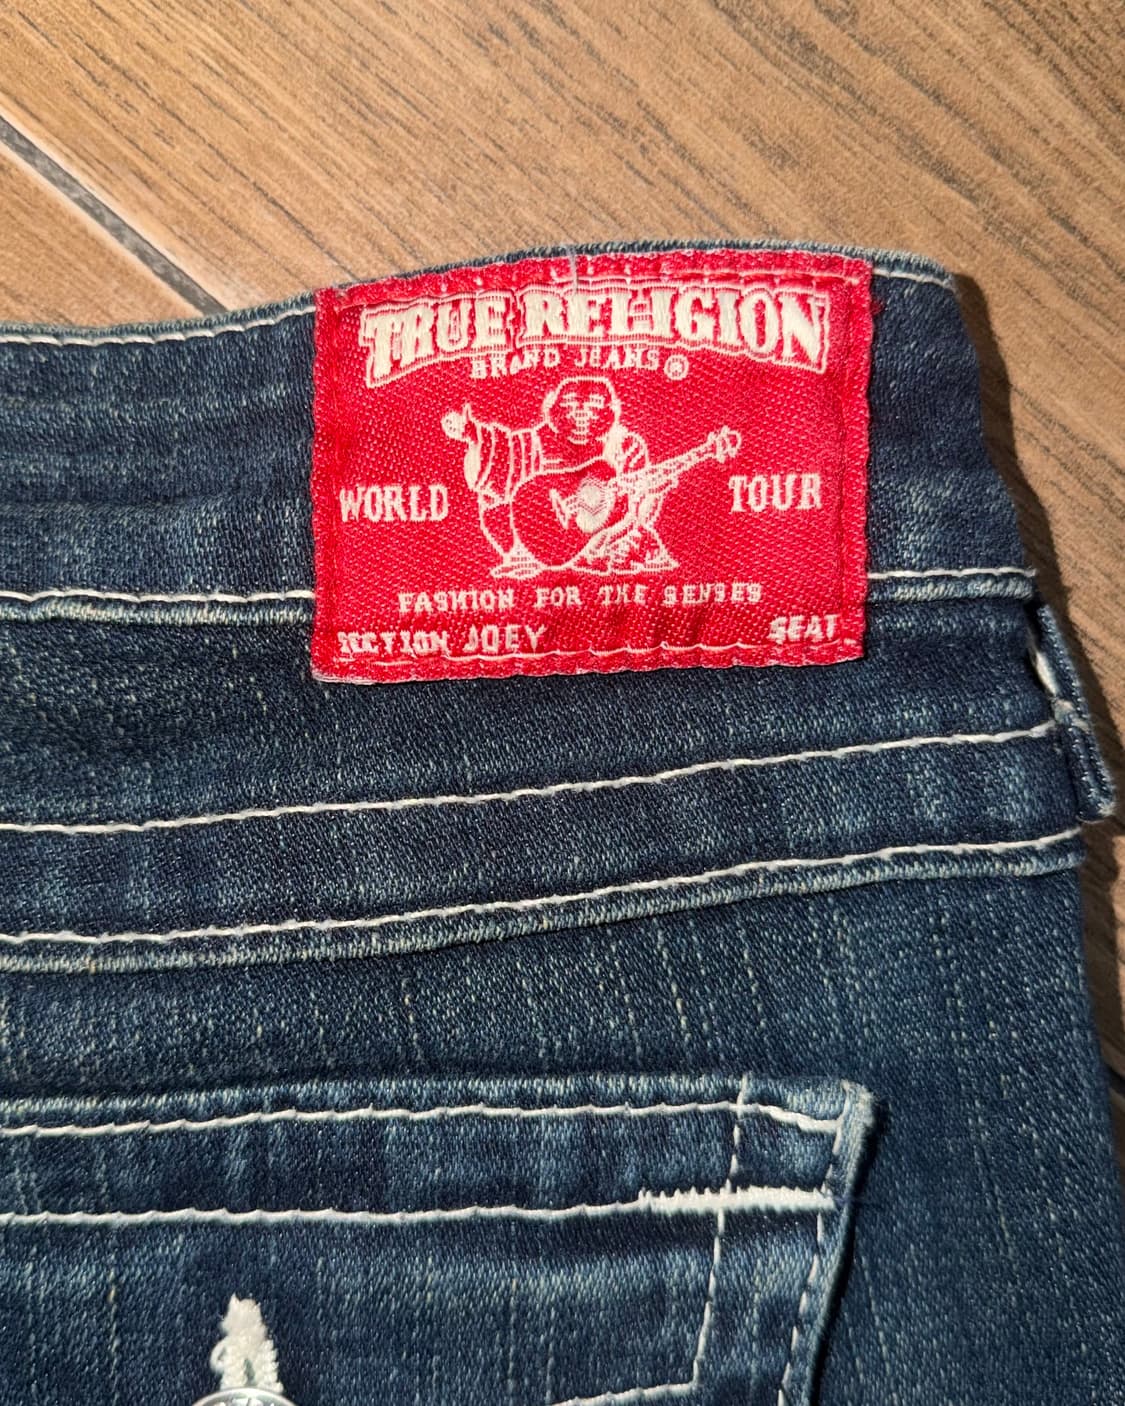 TRUE RELIGION
BRAND JEANS®
WORLD TOUR
FASHION FOR THE SENSES
SECTION JOEY SEAT